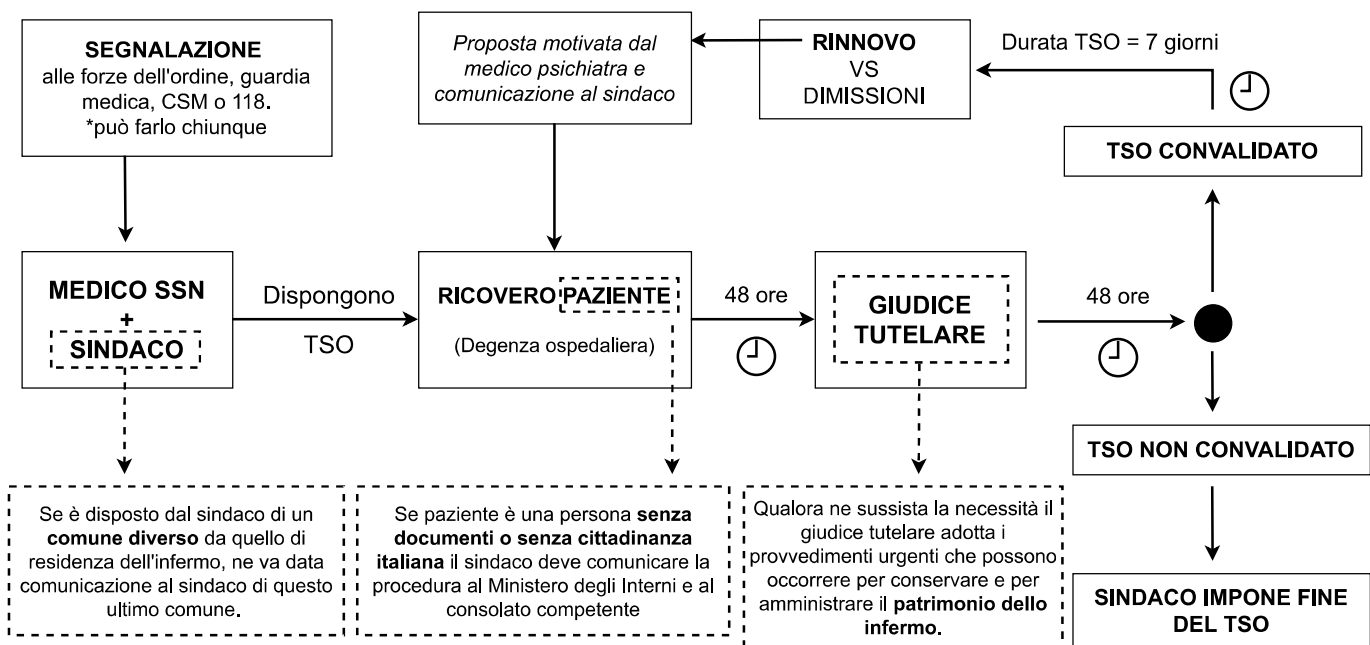 SEGNALAZIONE
alle forze dell'ordine, guardia
medica, CSM o 118.
*può farlo chiunque
Proposta motivata dal
medico psichiatra e
comunicazione al sindaco
RINNOVO
VS
DIMISSIONI
Durata TSO = 7 giorni
TSO CONVALIDATO
MEDICO SSN
+
SINDACO
Dispongono
TSO
RICOVERO PAZIENTE
(Degenza ospedaliera)
48 ore
GIUDICE
TUTELARE
48 ore
TSO NON CONVALIDATO
SINDACO IMPONE FINE
DEL TSO
Se è disposto dal sindaco di un
comune diverso da quello di
residenza dell'infermo, ne va data
comunicazione al sindaco di questo
ultimo comune.
Se paziente è una persona senza
documenti o senza cittadinanza
italiana il sindaco deve comunicare la
procedura al Ministero degli Interni e al
consolato competente
Qualora ne sussista la necessità il
giudice tutelare adotta i
provvedimenti urgenti che possono
occorrere per conservare e per
amministrare il patrimonio dello
infermo.